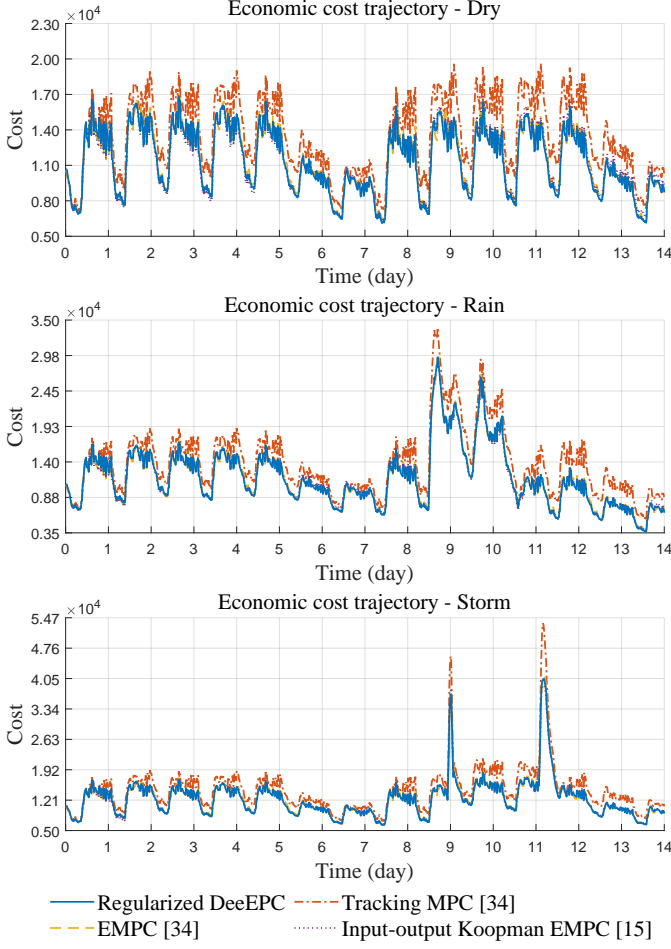 Economic cost trajectory - Dry
×10⁴
2.30
2.00
1.70
1.40
1.10
0.80
0.50
Cost
0 1 2 3 4 5 6 7 8 9 10 11 12 13 14
Time (day)
Economic cost trajectory - Rain
×10⁴
3.50
2.98
2.45
1.93
1.40
0.88
0.35
Cost
0 1 2 3 4 5 6 7 8 9 10 11 12 13 14
Time (day)
Economic cost trajectory - Storm
×10⁴
5.47
4.76
4.05
3.34
2.63
1.92
1.21
0.50
Cost
0 1 2 3 4 5 6 7 8 9 10 11 12 13 14
Time (day)
Regularized DeeEPC Tracking MPC [34]
EMPC [34] Input-output Koopman EMPC [15]